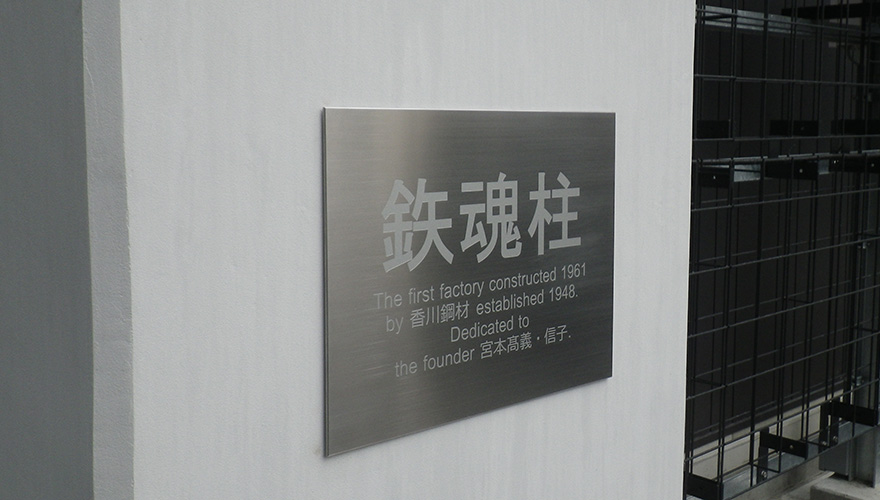 鉃魂柱
The first factory constructed 1961
by 香川鋼材 established 1948.
Dedicated to
the founder 宮本髙義・信子.